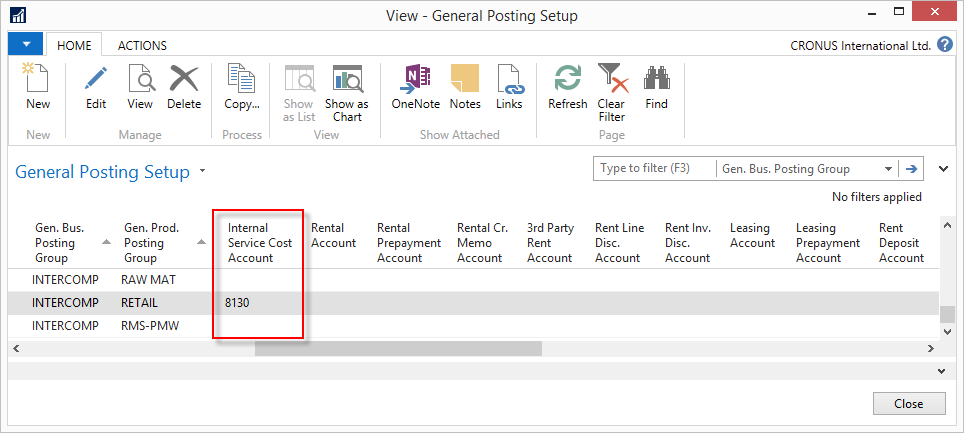 View - General Posting Setup
HOME ACTIONS CRONUS International Ltd. ?
New Edit View Delete Copy... Show as List Show as Chart OneNote Notes Links Refresh Clear Filter Find
New Manage Process View Show Attached Page
General Posting Setup
Type to filter (F3) Gen. Bus. Posting Group
No filters applied
Gen. Bus. Posting Group Gen. Prod. Posting Group Internal Service Cost Account Rental Account Rental Prepayment Account Rental Cr. Memo Account 3rd Party Rent Account Rent Line Disc. Account Rent Inv. Disc. Account Leasing Account Leasing Prepayment Account Rent Deposit Account
INTERCOMP RAW MAT
INTERCOMP RETAIL 8130
INTERCOMP RMS-PMW
Close